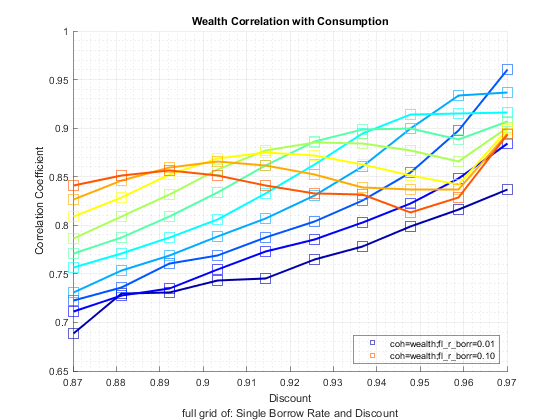 Wealth Correlation with Consumption
1
0.95
0.9
0.85
0.8
0.75
0.7
0.65
Correlation Coefficient
0.87 0.88 0.89 0.9 0.91 0.92 0.93 0.94 0.95 0.96 0.97
coh=wealth;fl_r_borr=0.01
coh=wealth;fl_r_borr=0.10
Discount
full grid of: Single Borrow Rate and Discount